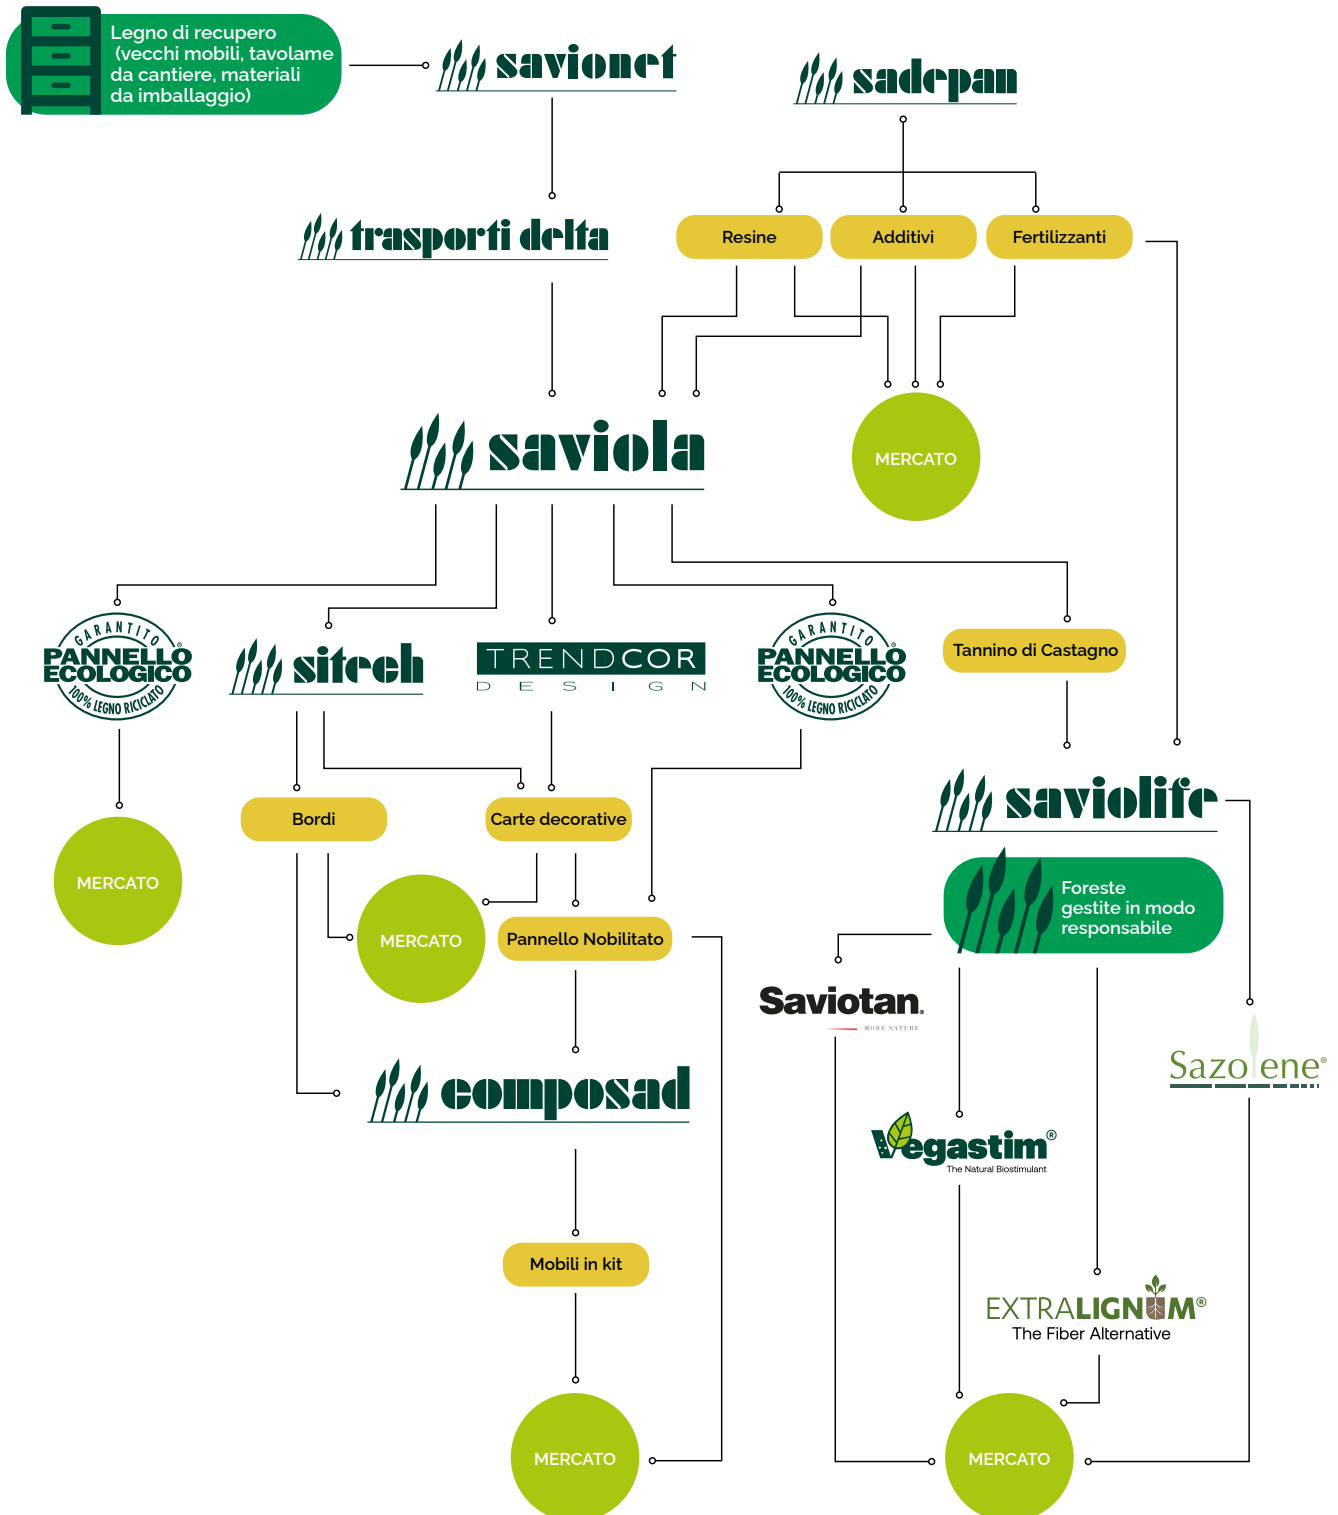 Legno di recupero
(vecchi mobili, tavolame
da cantiere, materiali
da imballaggio)
savionet
sadepan
trasporti delta
Resine
Additivi
Fertilizzanti
saviola
MERCATO
GARANTITO
PANNELLO®
ECOLOGICO
100% LEGNO RICICLATO
sitech
TRENDCOR
DESIGN
GARANTITO
PANNELLO®
ECOLOGICO
100% LEGNO RICICLATO
Tannino di Castagno
saviolife
Bordi
Carte decorative
MERCATO
MERCATO
Pannello Nobilitato
Foreste
gestite in modo
responsabile
Saviotan®
MORE NATURE
Sazolene®
composad
Vegastim®
The Natural Biostimulant
Mobili in kit
EXTRALIGNUM®
The Fiber Alternative
MERCATO
MERCATO